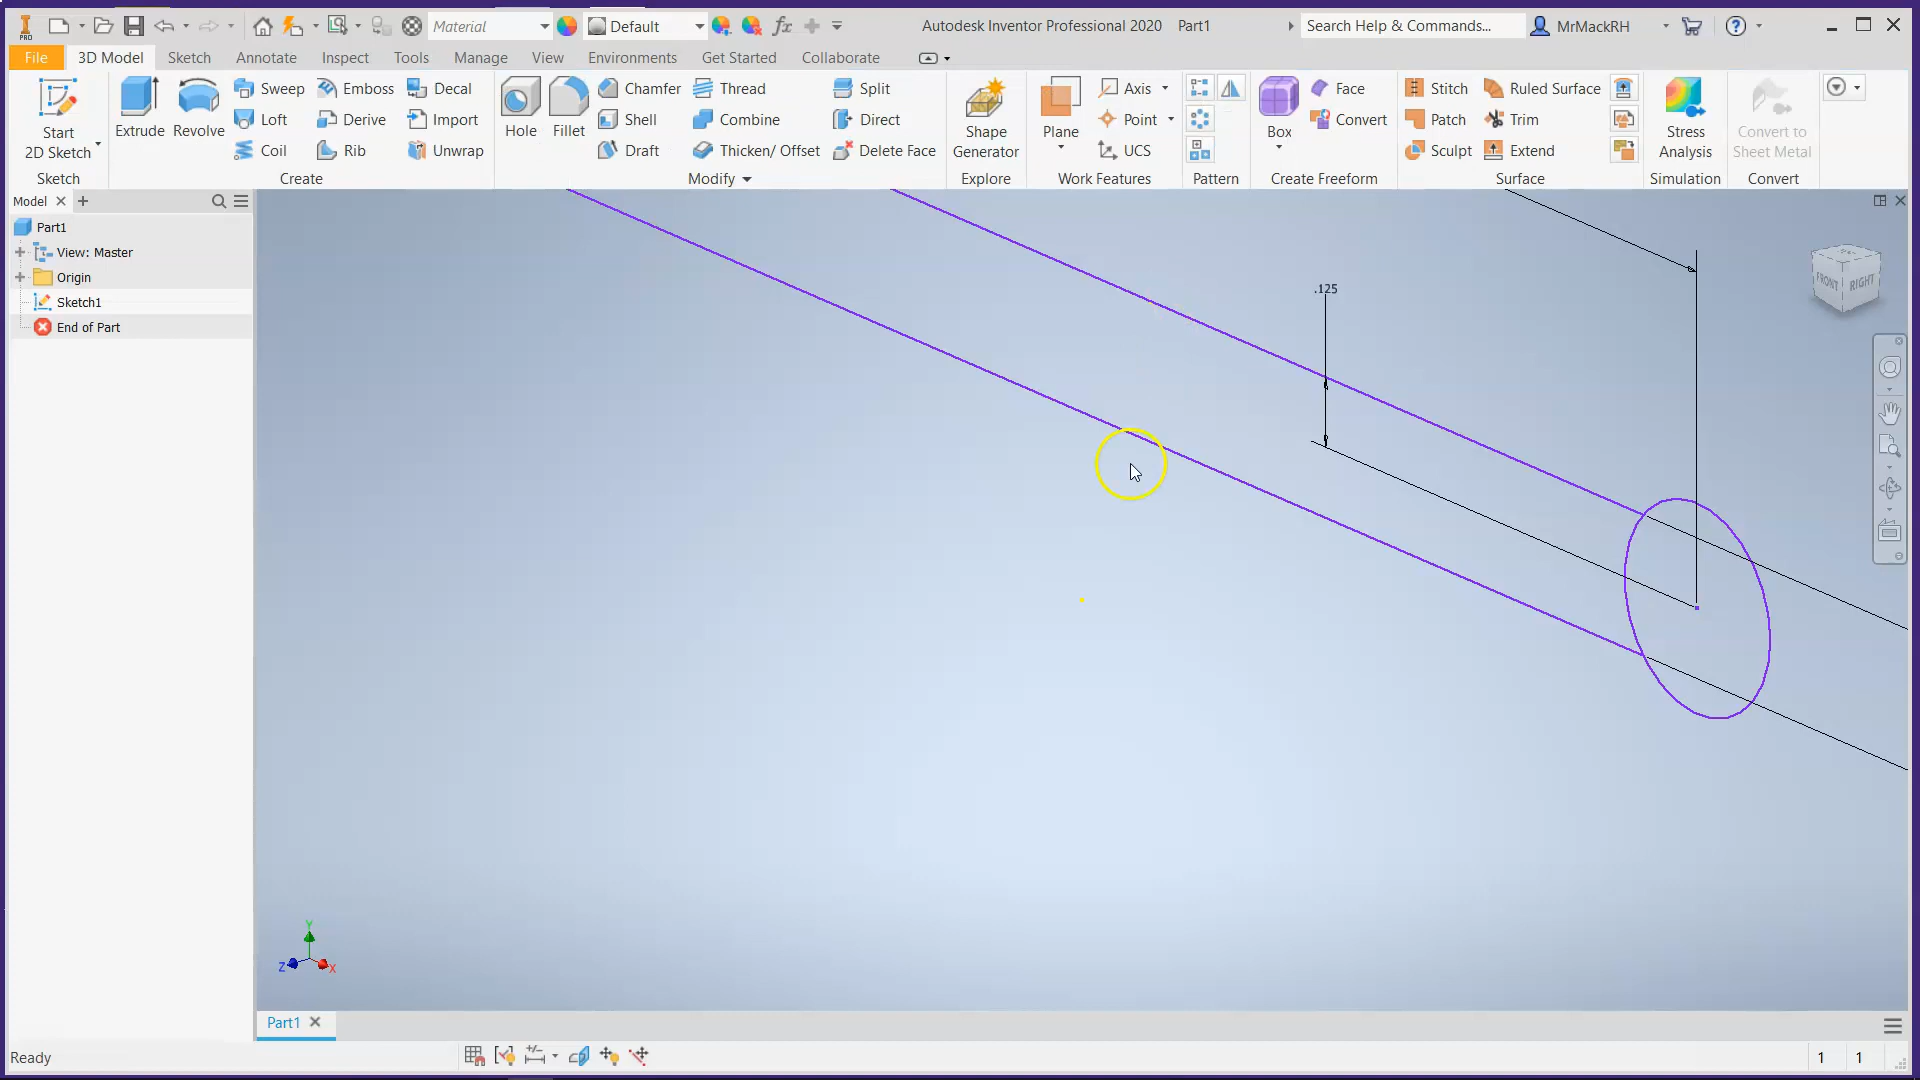 PRO
Material
Default
Autodesk Inventor Professional 2020 Part1
Search Help & Commands...
MrMackRH
File
3D Model
Sketch
Annotate
Inspect
Tools
Manage
View
Environments
Get Started
Collaborate
Start
2D Sketch
Extrude
Revolve
Sweep
Loft
Coil
Emboss
Derive
Rib
Decal
Import
Unwrap
Hole
Fillet
Chamfer
Shell
Draft
Thread
Combine
Thicken/ Offset
Split
Direct
Delete Face
Shape
Generator
Plane
Axis
Point
UCS
Box
Face
Convert
Stitch
Patch
Sculpt
Ruled Surface
Trim
Extend
Stress
Analysis
Convert to
Sheet Metal
Sketch
Create
Modify
Explore
Work Features
Pattern
Create Freeform
Surface
Simulation
Convert
Model
Part1
View: Master
Origin
Sketch1
End of Part
.125
FRONT
RIGHT
Y
Z
X
Part1
Ready
1
1